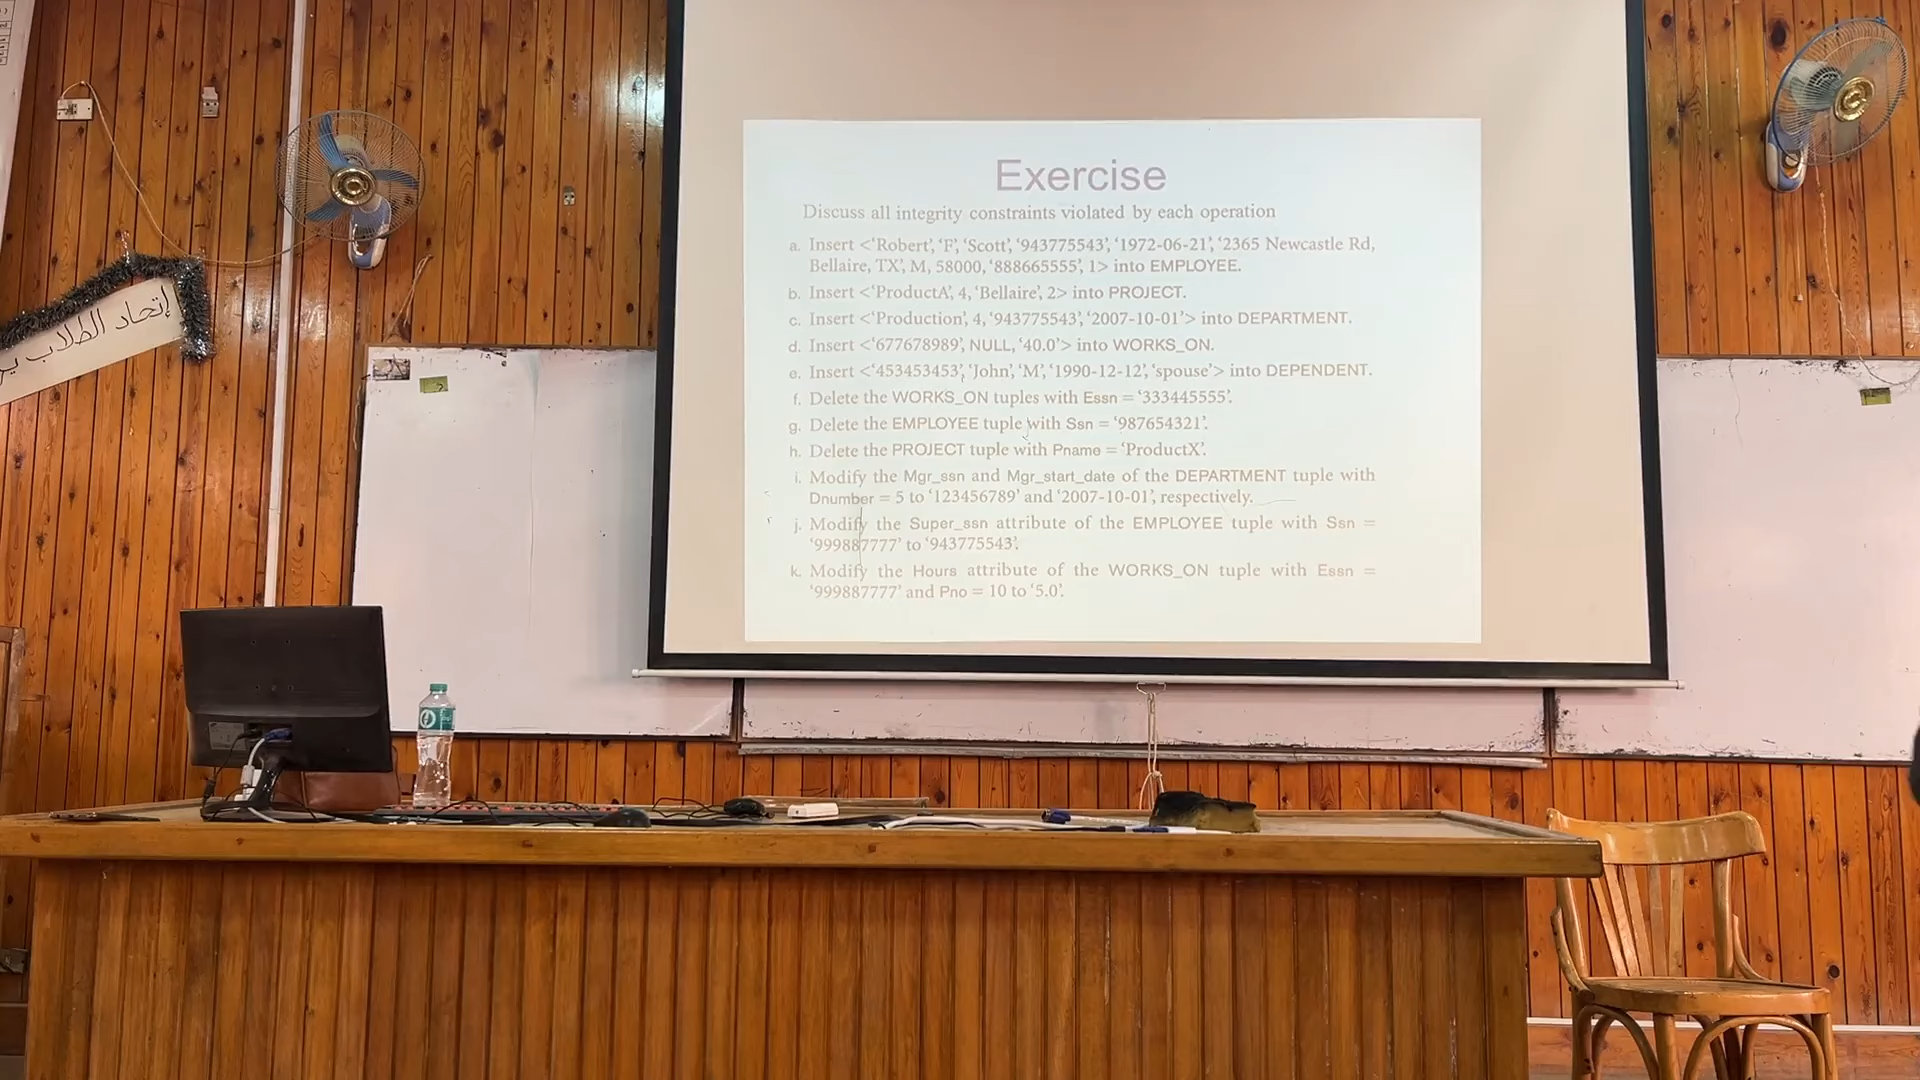 إتحاد الطلاب
Exercise
Discuss all integrity constraints violated by each operation
a. Insert <‘Robert’, ‘F’, ‘Scott’, ‘943775543’, ‘1972-06-21’, ‘2365 Newcastle Rd,
Bellaire, TX’, M, 58000, ‘888665555’, 1> into EMPLOYEE.
b. Insert <‘ProductA’, 4, ‘Bellaire’, 2> into PROJECT.
c. Insert <‘Production’, 4, ‘943775543’, ‘2007-10-01’> into DEPARTMENT.
d. Insert <‘677678989’, NULL, ‘40.0’> into WORKS_ON.
e. Insert <‘453453453’, ‘John’, ‘M’, ‘1990-12-12’, ‘spouse’> into DEPENDENT.
f. Delete the WORKS_ON tuples with Essn = ‘333445555’.
g. Delete the EMPLOYEE tuple with Ssn = ‘987654321’.
h. Delete the PROJECT tuple with Pname = ‘ProductX’.
i. Modify the Mgr_ssn and Mgr_start_date of the DEPARTMENT tuple with
Dnumber = 5 to ‘123456789’ and ‘2007-10-01’, respectively.
j. Modify the Super_ssn attribute of the EMPLOYEE tuple with Ssn =
‘999887777’ to ‘943775543’.
k. Modify the Hours attribute of the WORKS_ON tuple with Essn =
‘999887777’ and Pno = 10 to ‘5.0’.